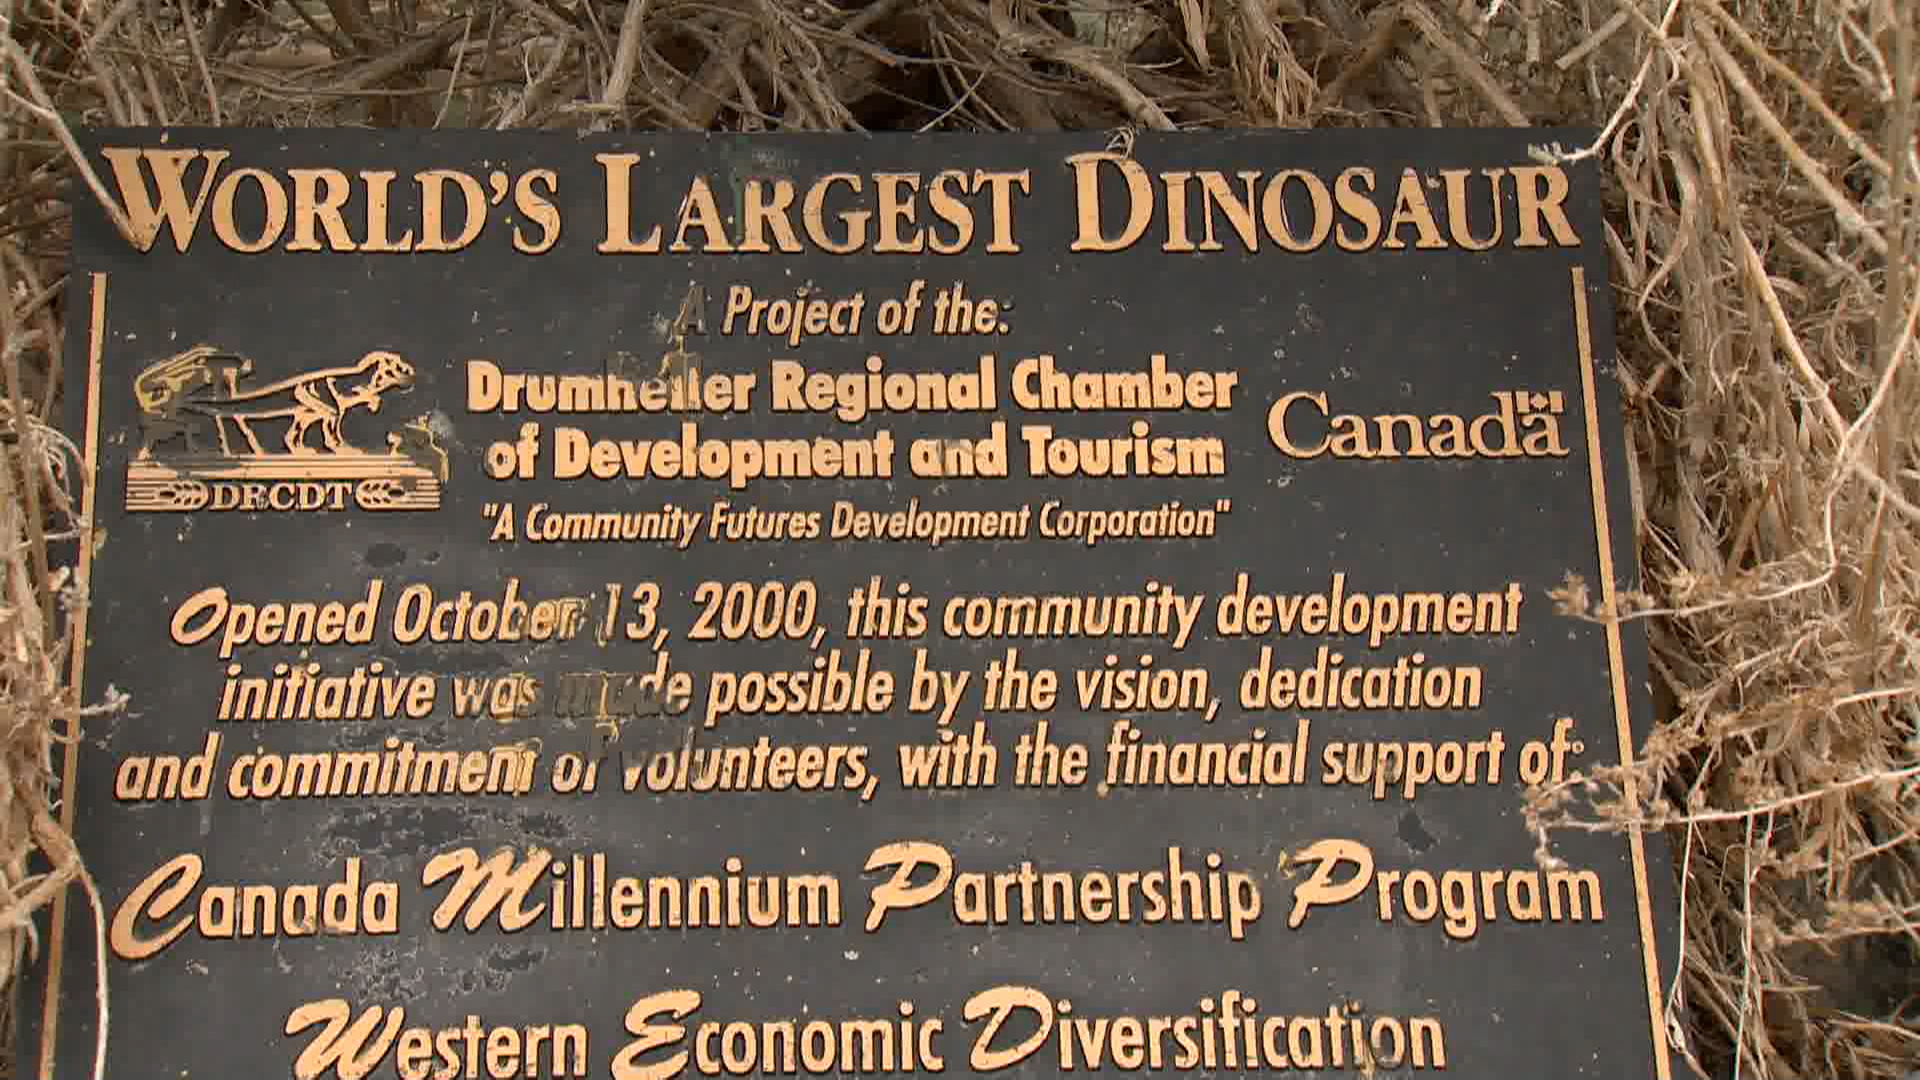 WORLD'S LARGEST DINOSAUR
A Project of the:
Drumheller Regional Chamber
of Development and Tourism
Canada
DRCDT
"A Community Futures Development Corporation"
Opened October 13, 2000, this community development
initiative was made possible by the vision, dedication
and commitment of volunteers, with the financial support of:
Canada Millennium Partnership Program
Western Economic Diversification